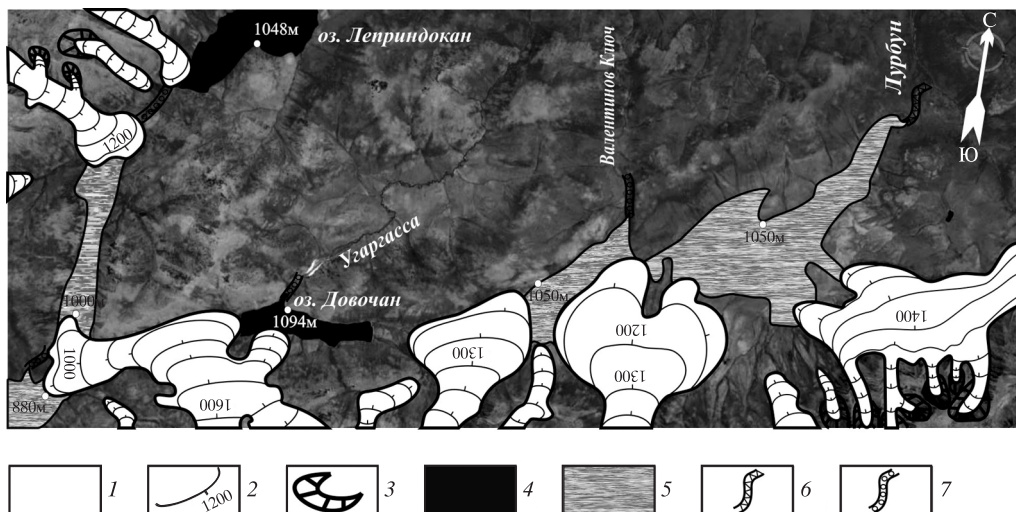 1048м
оз. Леприндокан
Валентинов Ключ
Лурбун
С
Ю
1200
Угаргасса
1050м
1000м
оз. Довочан
1094м
1050м
1000
1300
1200
1400
1300
880м
1600
1
2
1200
3
4
5
6
7